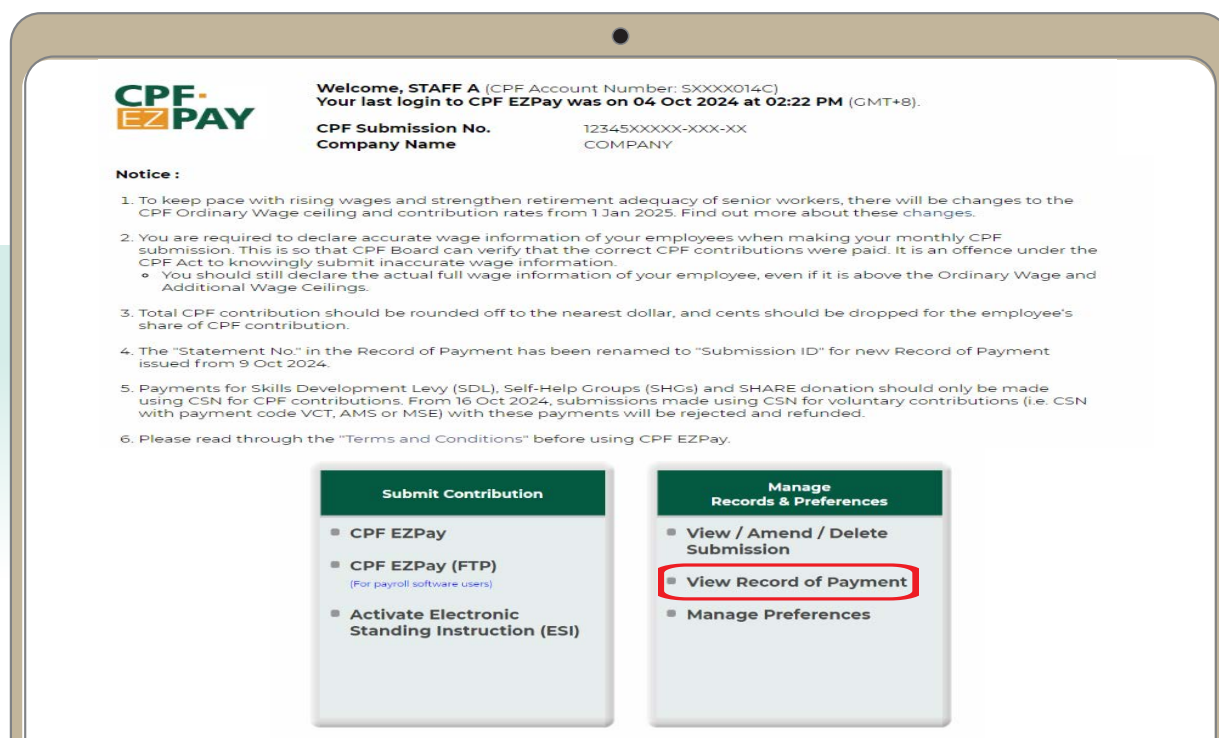 CPF
EZ PAY
Welcome, STAFF A (CPF Account Number: SXXXX014C)
Your last login to CPF EZPay was on 04 Oct 2024 at 02:22 PM (GMT+8).
CPF Submission No. 12345XXXXX-XXX-XX
Company Name COMPANY
Notice :
1. To keep pace with rising wages and strengthen retirement adequacy of senior workers, there will be changes to the
CPF Ordinary Wage ceiling and contribution rates from 1 Jan 2025. Find out more about these changes.
2. You are required to declare accurate wage information of your employees when making your monthly CPF
submission. This is so that CPF Board can verify that the correct CPF contributions were paid. It is an offence under the
CPF Act to knowingly submit inaccurate wage information.
You should still declare the actual full wage information of your employee, even if it is above the Ordinary Wage and
Additional Wage Ceilings.
3. Total CPF contribution should be rounded off to the nearest dollar, and cents should be dropped for the employee's
share of CPF contribution.
4. The "Statement No." in the Record of Payment has been renamed to "Submission ID" for new Record of Payment
issued from 9 Oct 2024.
5. Payments for Skills Development Levy (SDL), Self-Help Groups (SHGs) and SHARE donation should only be made
using CSN for CPF contributions. From 16 Oct 2024, submissions made using CSN for voluntary contributions (i.e. CSN
with payment code VCT, AMS or MSE) with these payments will be rejected and refunded.
6. Please read through the "Terms and Conditions" before using CPF EZPay.
Submit Contribution
CPF EZPay
CPF EZPay (FTP)
(For payroll software users)
Activate Electronic
Standing Instruction (ESI)
Manage
Records & Preferences
View / Amend / Delete
Submission
View Record of Payment
Manage Preferences